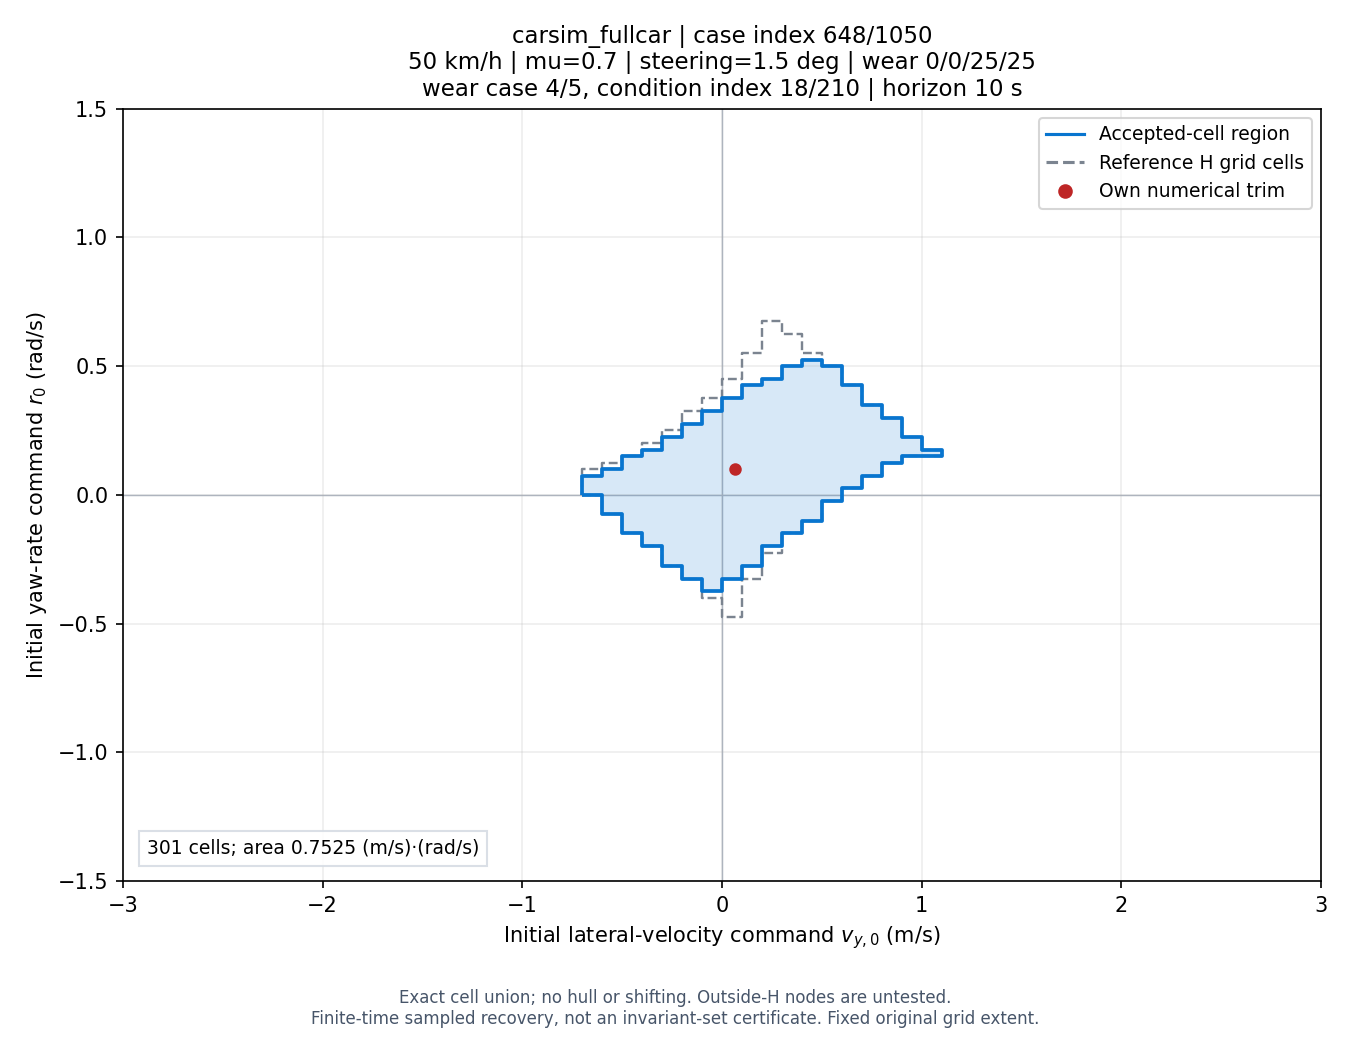 carsim_fullcar | case index 648/1050
50 km/h | mu=0.7 | steering=1.5 deg | wear 0/0/25/25
wear case 4/5, condition index 18/210 | horizon 10 s
Accepted-cell region
Reference H grid cells
Own numerical trim
1.5
1.0
0.5
0.0
−0.5
−1.0
−1.5
Initial yaw-rate command r0 (rad/s)
301 cells; area 0.7525 (m/s)·(rad/s)
−3
−2
−1
0
1
2
3
Initial lateral-velocity command vy,0 (m/s)
Exact cell union; no hull or shifting. Outside-H nodes are untested.
Finite-time sampled recovery, not an invariant-set certificate. Fixed original grid extent.